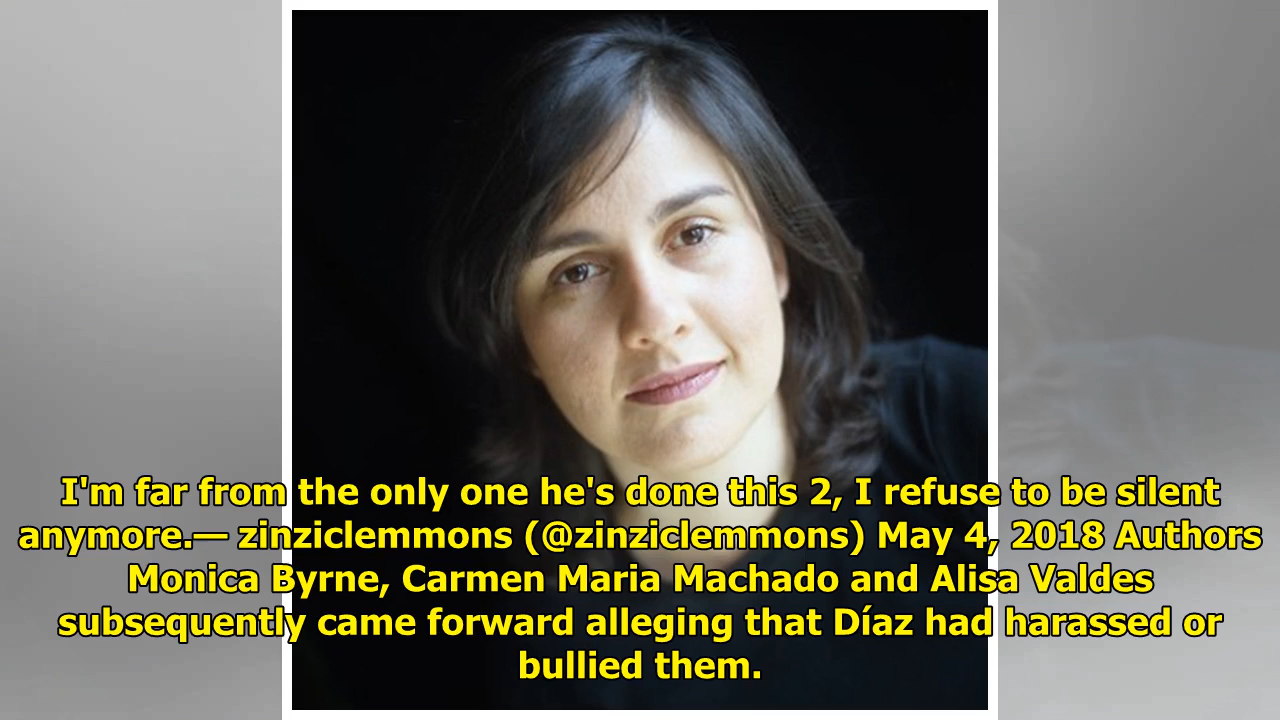 I'm far from the only one he's done this 2, I refuse to be silent
anymore.— zinziclemmons (@zinziclemmons) May 4, 2018 Authors
Monica Byrne, Carmen Maria Machado and Alisa Valdes
subsequently came forward alleging that Díaz had harassed or
bullied them.